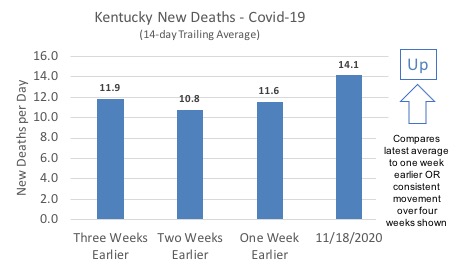 Kentucky New Deaths - Covid-19
(14-day Trailing Average)
New Deaths per Day
16.0
14.0
12.0
10.0
8.0
6.0
4.0
2.0
0.0
11.9
10.8
11.6
14.1
Three Weeks
Earlier
Two Weeks
Earlier
One Week
Earlier
11/18/2020
Up
Compares
latest average
to one week
earlier OR
consistent
movement
over four
weeks shown